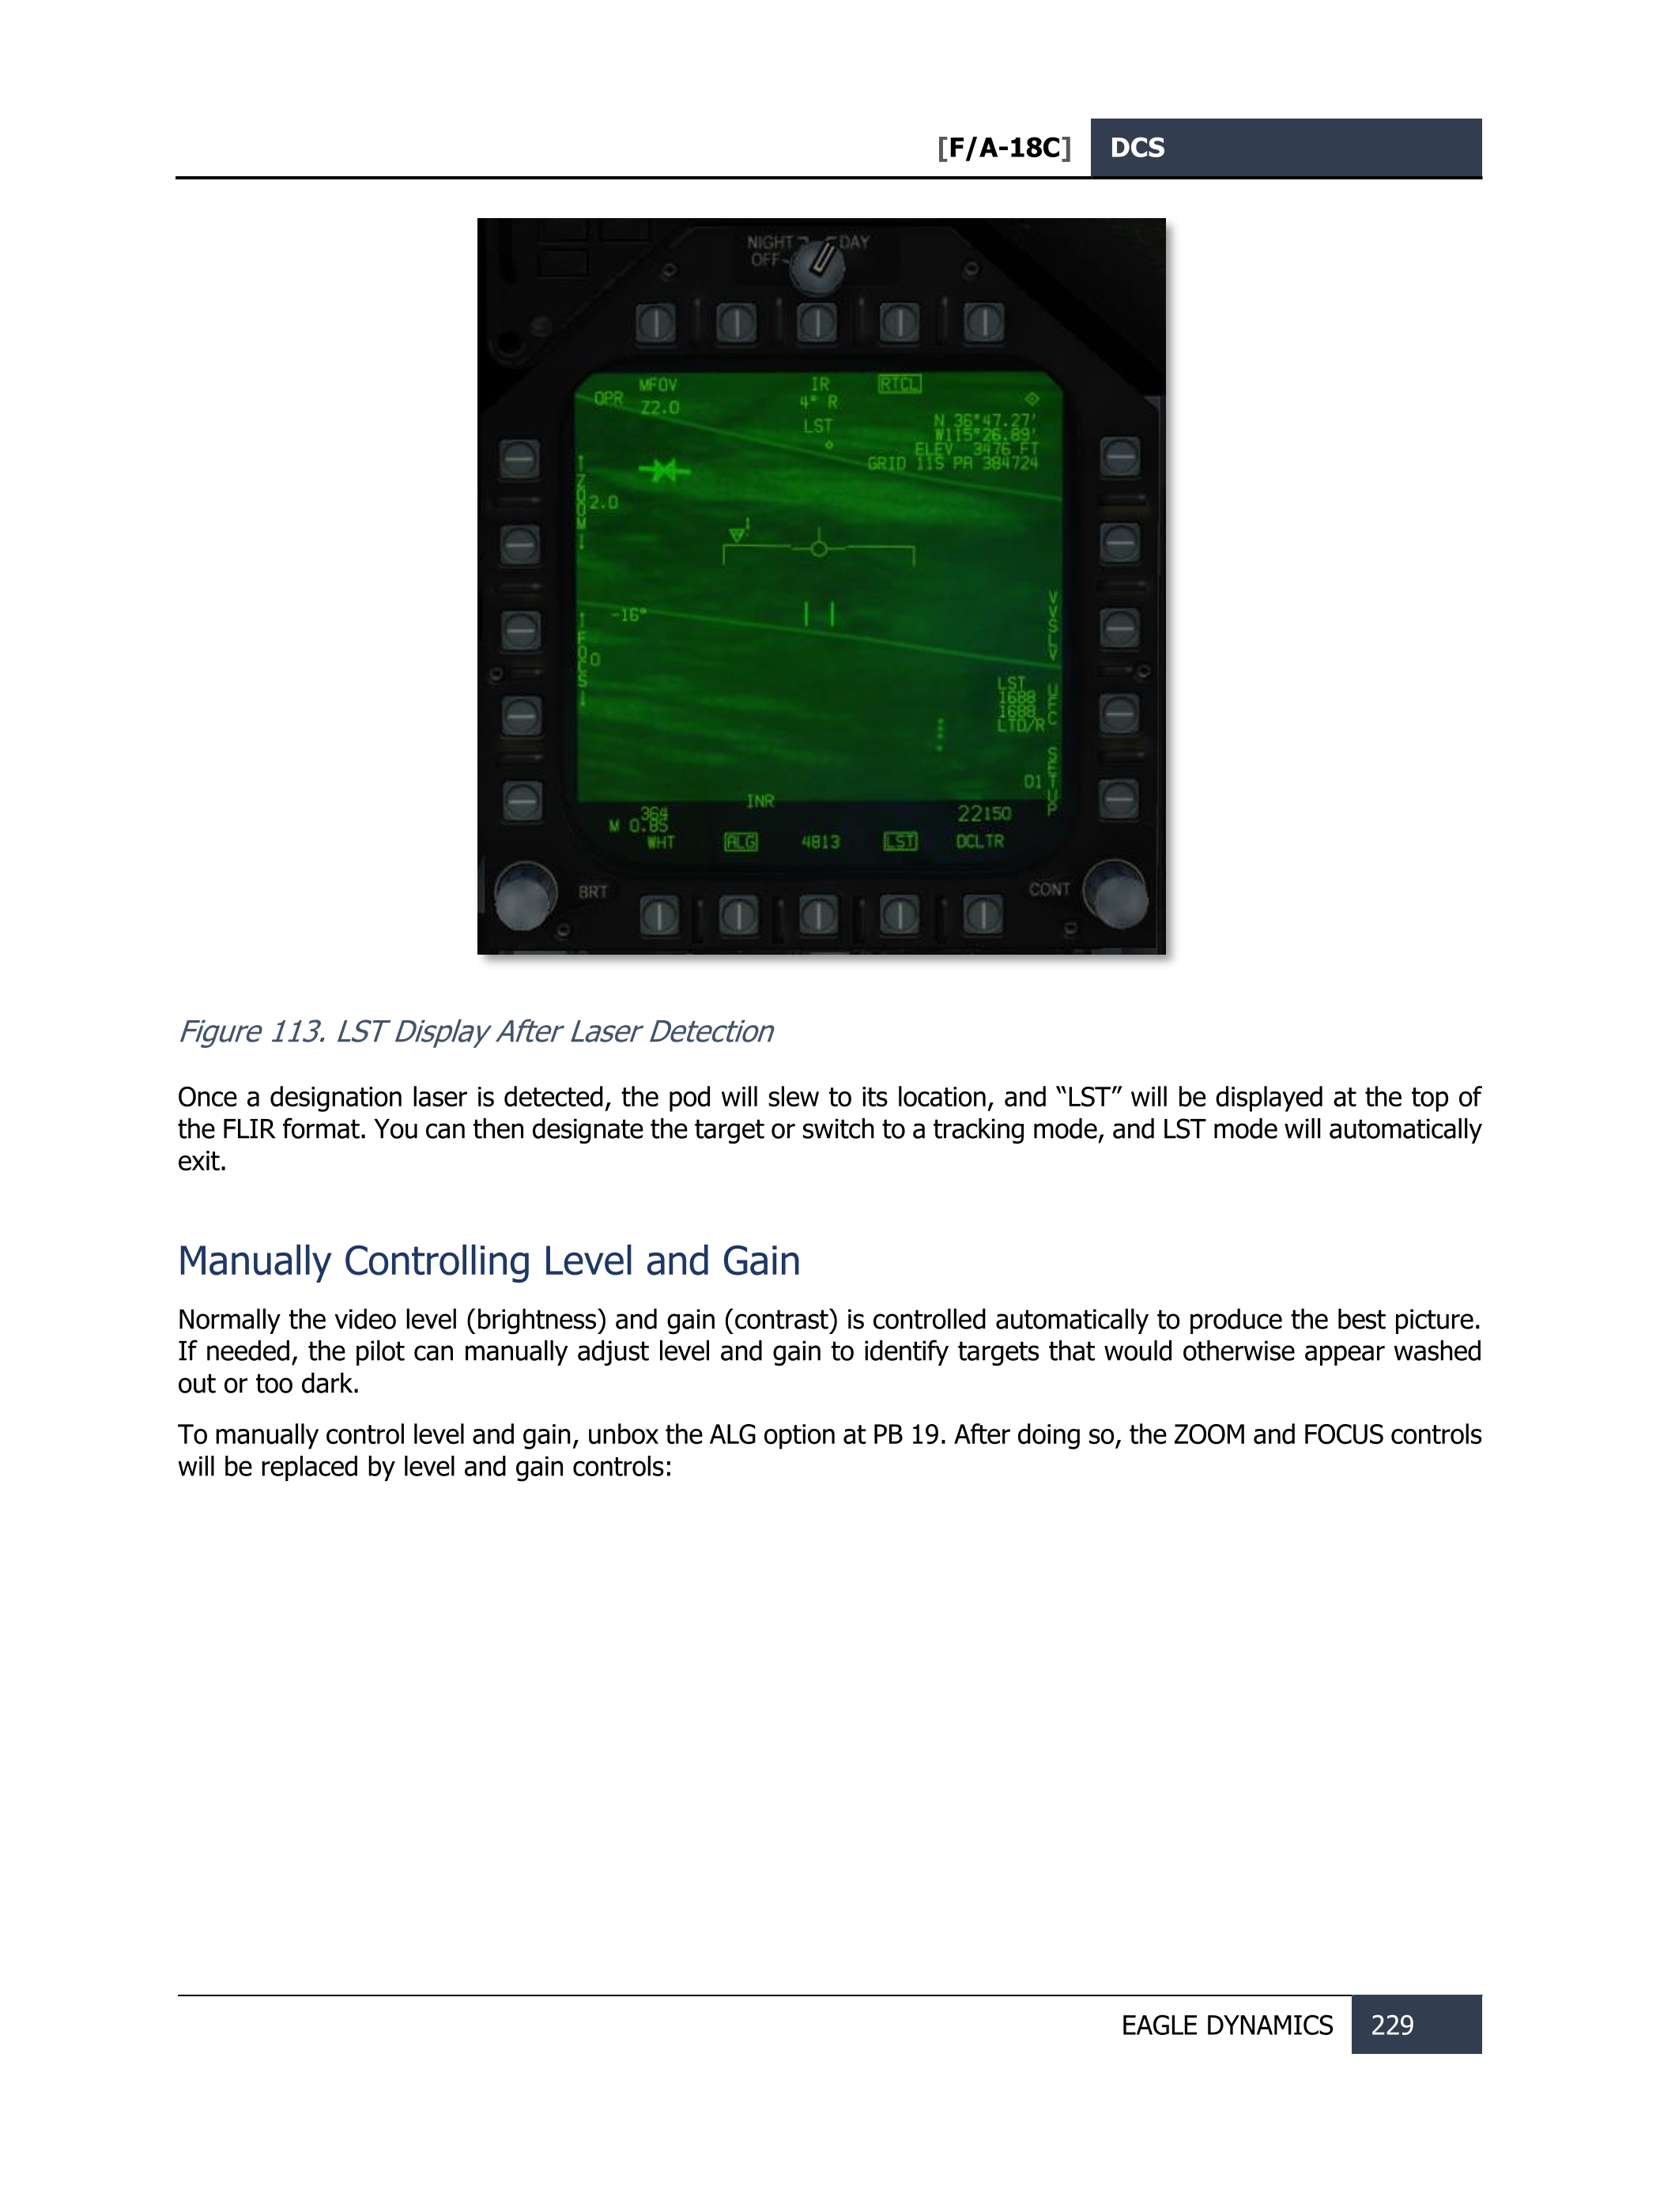 [F/A-18C] DCS
NIGHT DAY
OFF
MFOV IR RTCL
OPR Z2.0 4° R
LST
N 36°47.27'
W115°26.89'
ELEV 3476 FT
GRID 11S PA 384724
ZOOM
2.0
1
-16°
FOCUS
VVSLV
LST
1688
1688
LTD/R
UFC SETUP
01
INR
364
M 0.85
22150
WHT ALG 4813 LST DCLTR
BRT CONT
Figure 113. LST Display After Laser Detection
Once a designation laser is detected, the pod will slew to its location, and “LST” will be displayed at the top of
the FLIR format. You can then designate the target or switch to a tracking mode, and LST mode will automatically
exit.
Manually Controlling Level and Gain
Normally the video level (brightness) and gain (contrast) is controlled automatically to produce the best picture.
If needed, the pilot can manually adjust level and gain to identify targets that would otherwise appear washed
out or too dark.
To manually control level and gain, unbox the ALG option at PB 19. After doing so, the ZOOM and FOCUS controls
will be replaced by level and gain controls:
EAGLE DYNAMICS 229